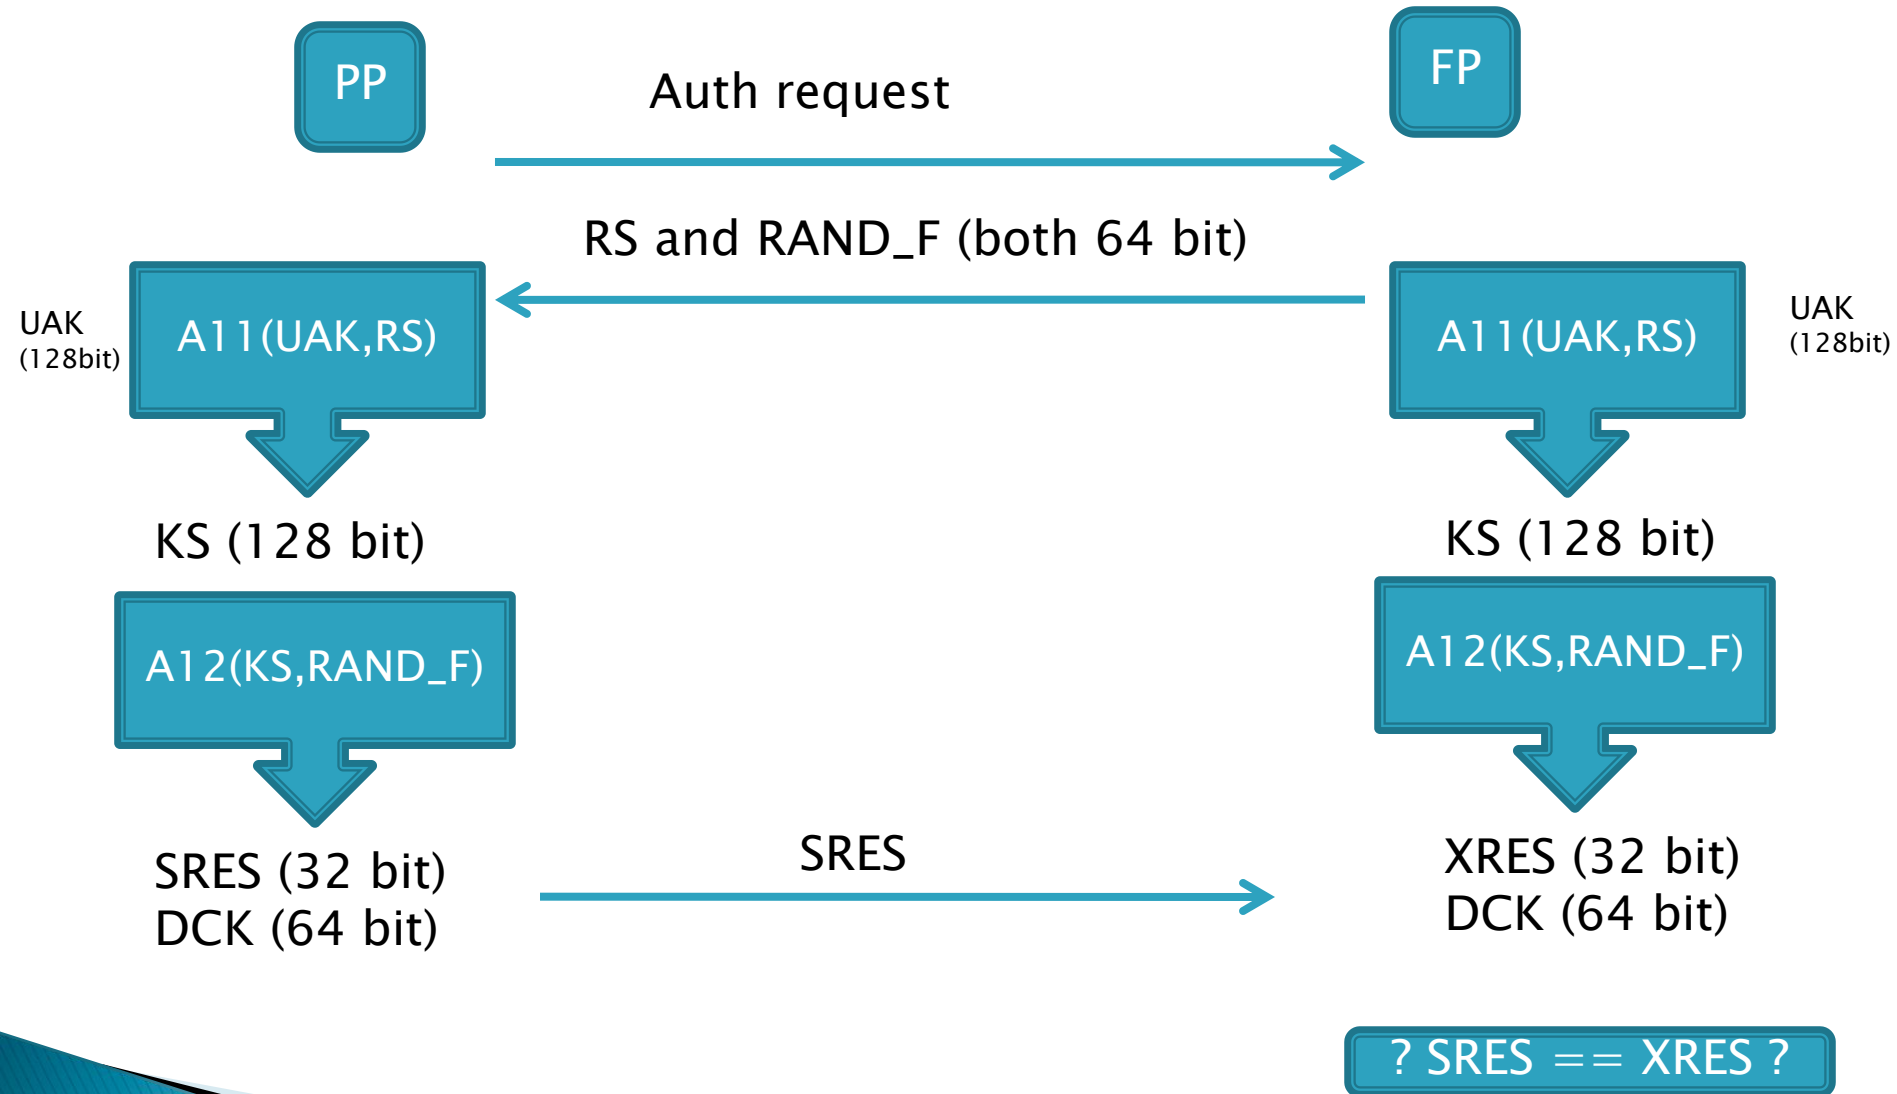 PP
Auth request
FP
RS and RAND_F (both 64 bit)
UAK
(128bit)
A11(UAK,RS)
A11(UAK,RS)
UAK
(128bit)
KS (128 bit)
KS (128 bit)
A12(KS,RAND_F)
A12(KS,RAND_F)
SRES (32 bit)
DCK (64 bit)
SRES
XRES (32 bit)
DCK (64 bit)
? SRES == XRES ?